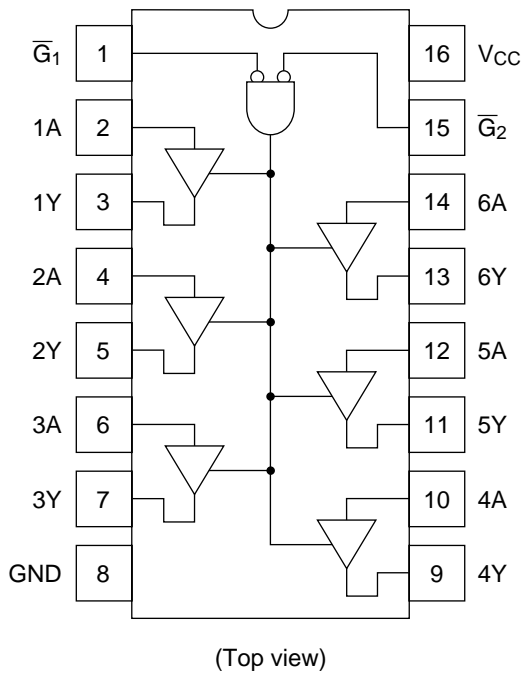 G̅1 1 16 VCC
1A 2 15 G̅2
1Y 3 14 6A
2A 4 13 6Y
2Y 5 12 5A
3A 6 11 5Y
3Y 7 10 4A
GND 8 9 4Y
(Top view)